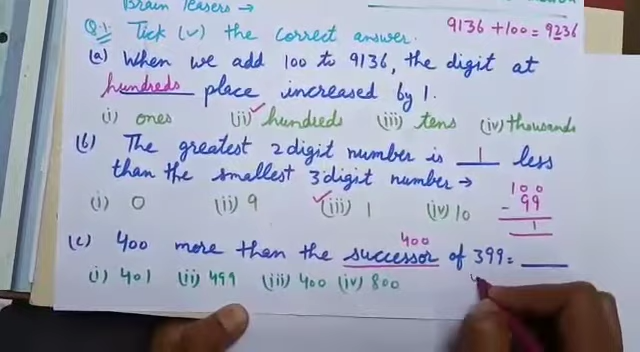 Brain Teasers →
9136 + 100 = 9236
Q.1. Tick (✓) the correct answer.
(a) When we add 100 to 9136, the digit at
hundreds place increased by 1.
(i) ones (ii) ✓ hundreds (iii) tens (iv) thousands
(b) The greatest 2 digit number is 1 less
than the smallest 3 digit number →
100
- 99
1
(i) 0 (ii) 9 ✓(iii) 1 (iv) 10
400
(c) 400 more than the successor of 399 = ____
(i) 401 (ii) 499 (iii) 400 (iv) 800